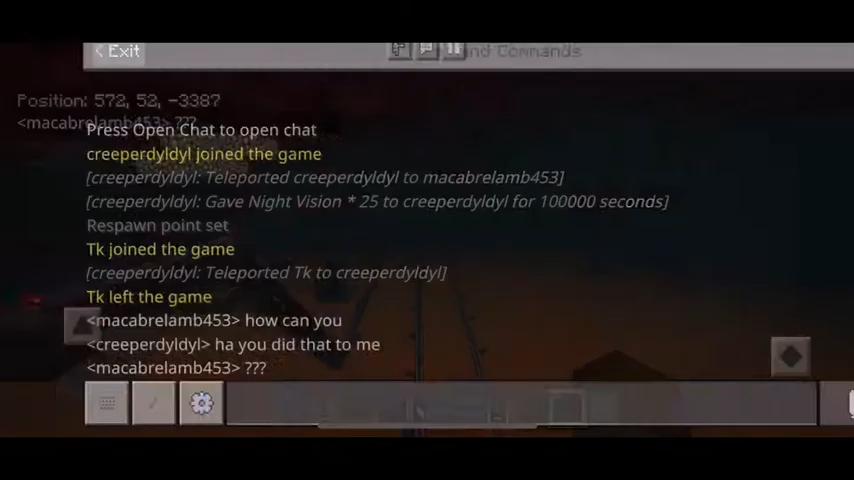 < Exit
and Commands
Position: 572, 52, -3387
<macabrelamb453> ???
Press Open Chat to open chat
creeperdyldyl joined the game
[creeperdyldyl: Teleported creeperdyldyl to macabrelamb453]
[creeperdyldyl: Gave Night Vision * 25 to creeperdyldyl for 100000 seconds]
Respawn point set
Tk joined the game
[creeperdyldyl: Teleported Tk to creeperdyldyl]
Tk left the game
<macabrelamb453> how can you
<creeperdyldyl> ha you did that to me
<macabrelamb453> ???